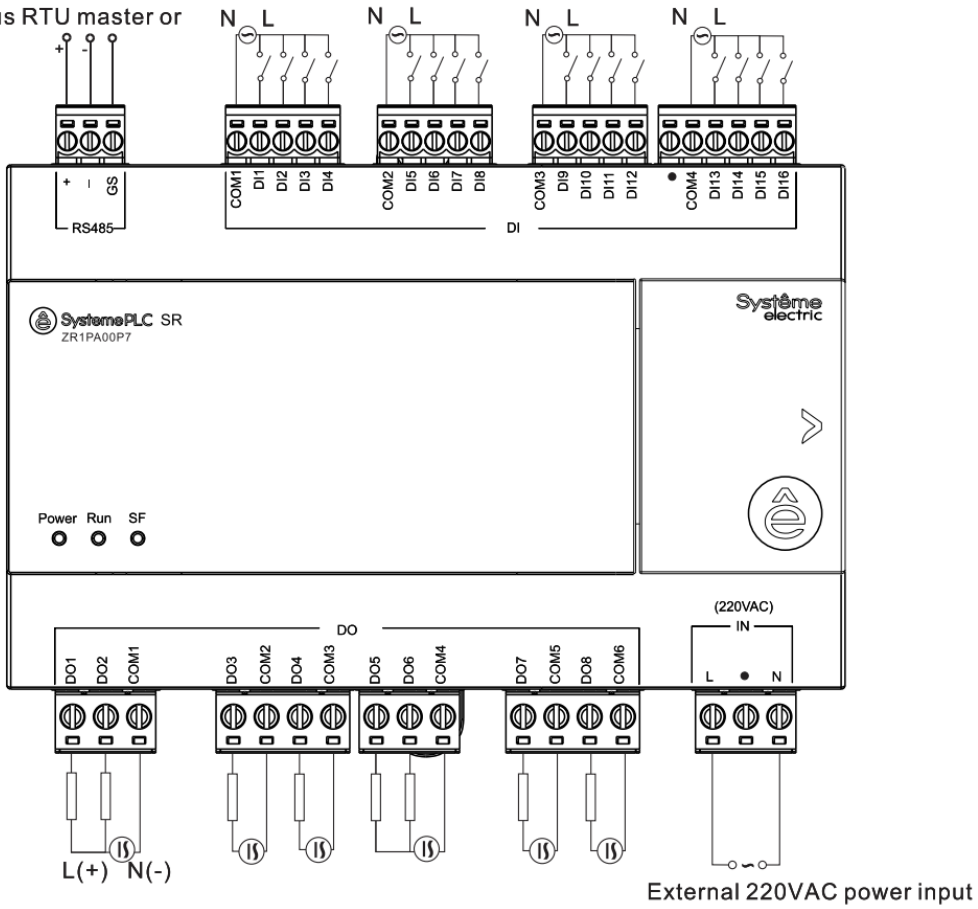 us RTU master or
N L N L N L N L
+ -
COM1 DI1 DI2 DI3 DI4 COM2 DI5 DI6 DI7 DI8 COM3 DI9 DI10 DI11 DI12 COM4 DI13 DI14 DI15 DI16
+ – GS
RS485
DI
ê SystemePLC SR
ZR1PA00P7
Système
electric
Power Run SF
ê
(220VAC)
IN
L N
DO
DO1 DO2 COM1 DO3 COM2 DO4 COM3 DO5 DO6 COM4 DO7 COM5 DO8 COM6
L(+) N(-)
External 220VAC power input